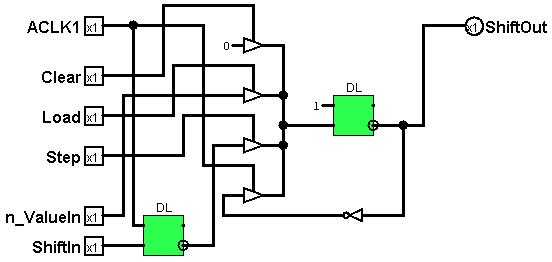 ACLK1 x1
x1 ShiftOut
Clear x1
0
Load x1
DL
1
Step x1
n_ValueIn x1
DL
ShiftIn x1